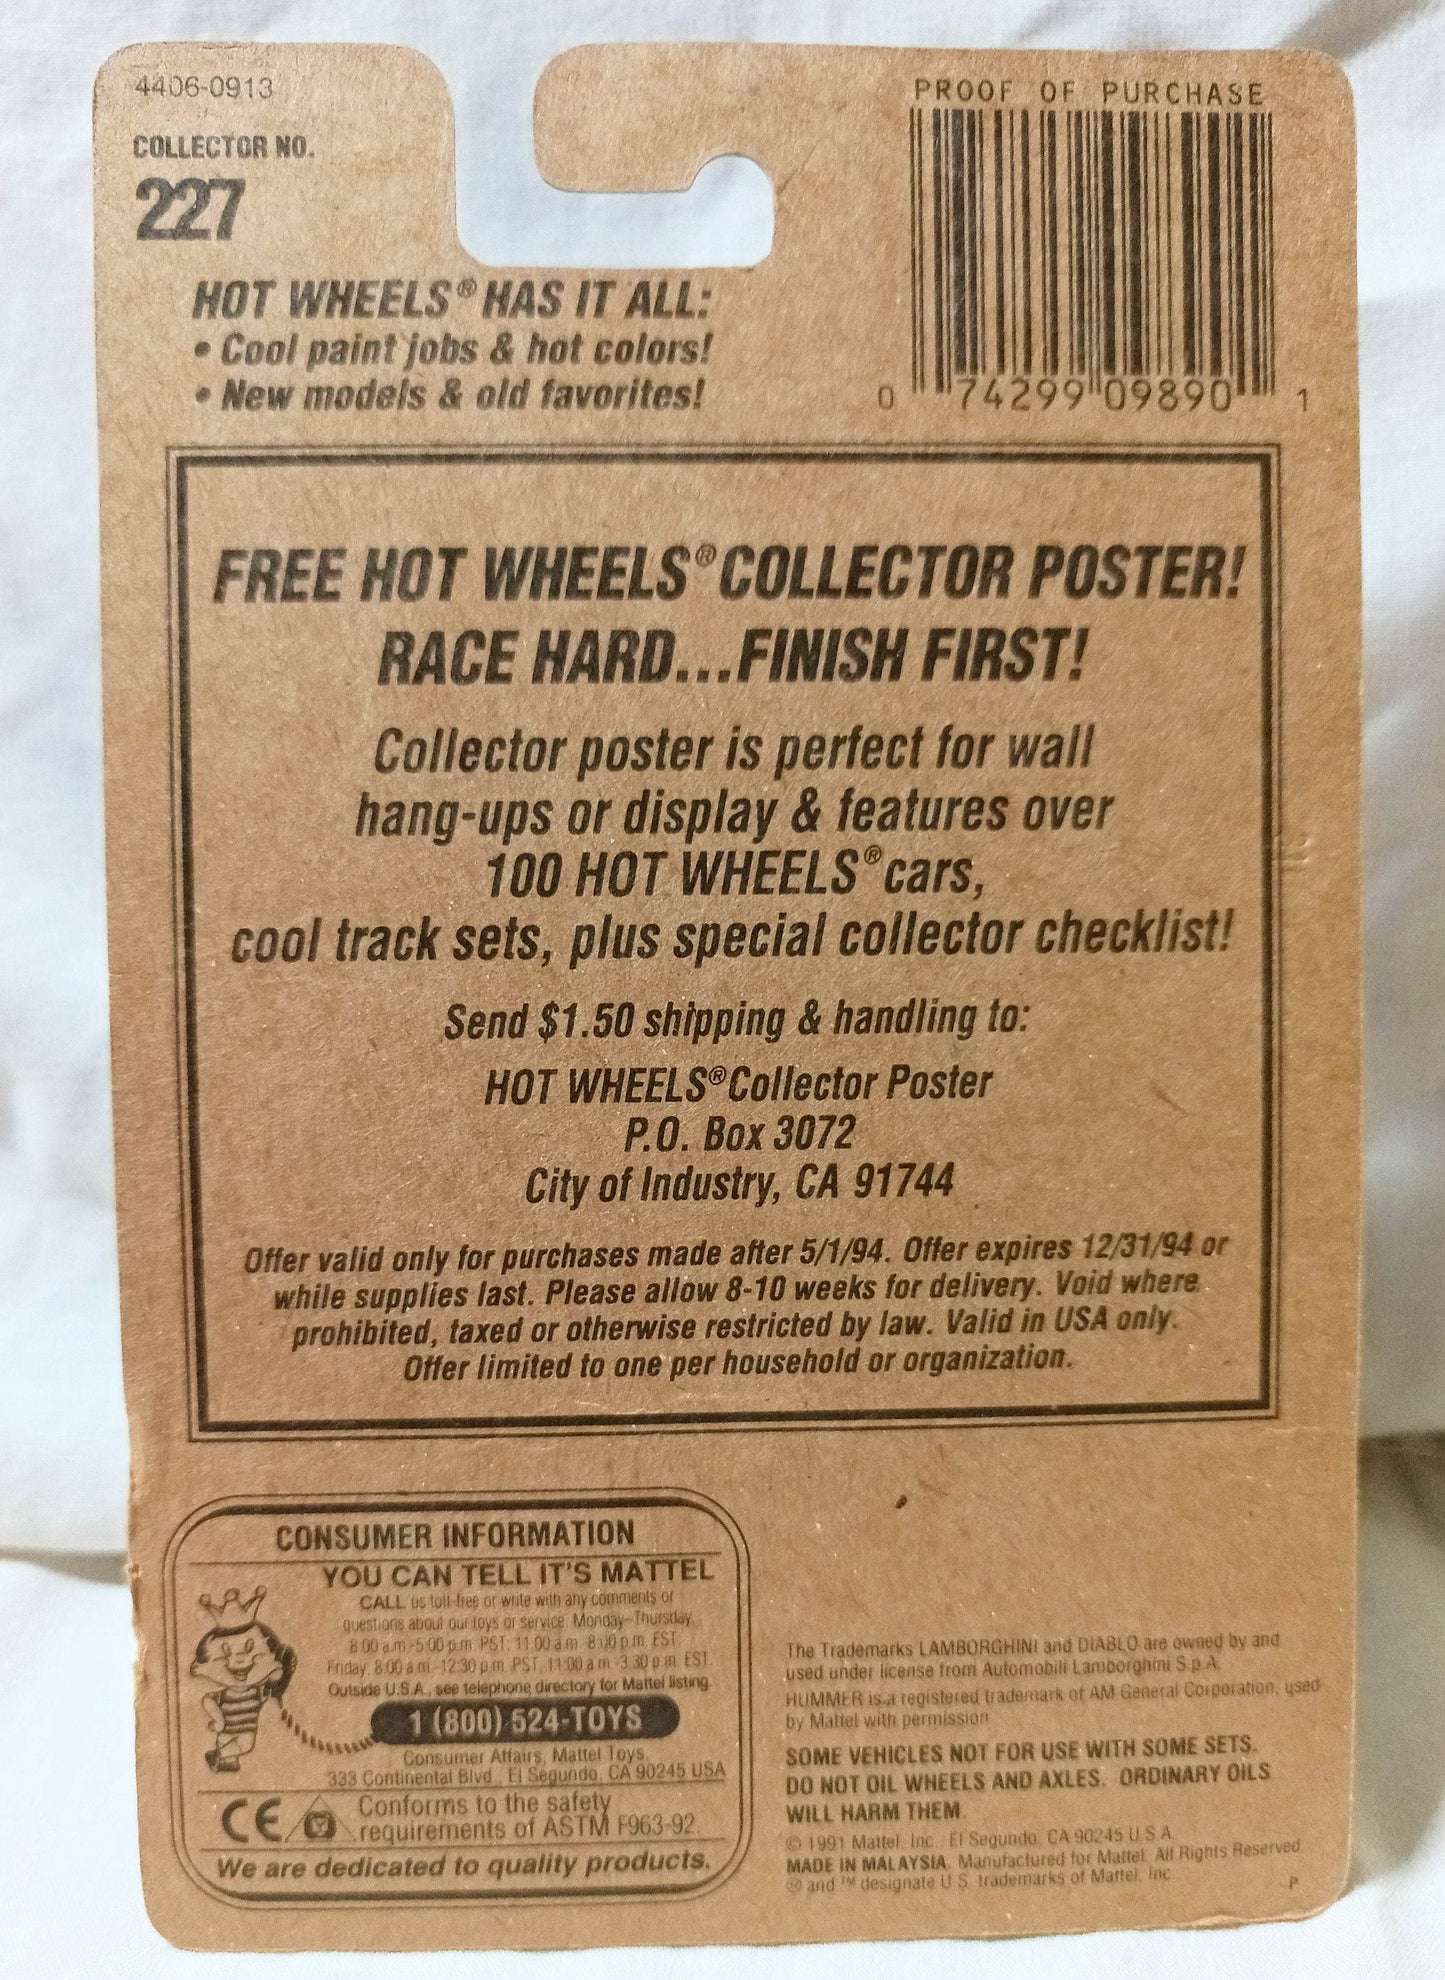 4406-0913
COLLECTOR NO.
227
PROOF OF PURCHASE
0 74299 09890 1
HOT WHEELS® HAS IT ALL:
• Cool paint jobs & hot colors!
• New models & old favorites!
FREE HOT WHEELS® COLLECTOR POSTER!
RACE HARD...FINISH FIRST!
Collector poster is perfect for wall
hang-ups or display & features over
100 HOT WHEELS® cars,
cool track sets, plus special collector checklist!
Send $1.50 shipping & handling to:
HOT WHEELS® Collector Poster
P.O. Box 3072
City of Industry, CA 91744
Offer valid only for purchases made after 5/1/94. Offer expires 12/31/94 or
while supplies last. Please allow 8-10 weeks for delivery. Void where
prohibited, taxed or otherwise restricted by law. Valid in USA only.
Offer limited to one per household or organization.
CONSUMER INFORMATION
YOU CAN TELL IT'S MATTEL
CALL us toll-free or write with any comments or
questions about our toys or service. Monday-Thursday,
8:00 a.m.-5:00 p.m. PST; 11:00 a.m.-8:00 p.m. EST.
Friday, 8:00 a.m.-12:30 p.m. PST, 11:00 a.m.-3:30 p.m. EST.
Outside U.S.A., see telephone directory for Mattel listing.
1 (800) 524-TOYS
Consumer Affairs, Mattel Toys,
333 Continental Blvd., El Segundo, CA 90245 USA
CE Conforms to the safety
requirements of ASTM F963-92.
We are dedicated to quality products.
The Trademarks LAMBORGHINI and DIABLO are owned by and
used under license from Automobili Lamborghini S.p.A.
HUMMER is a registered trademark of AM General Corporation, used
by Mattel with permission
SOME VEHICLES NOT FOR USE WITH SOME SETS.
DO NOT OIL WHEELS AND AXLES. ORDINARY OILS
WILL HARM THEM.
© 1991 Mattel, Inc., El Segundo, CA 90245 U.S.A.
MADE IN MALAYSIA. Manufactured for Mattel. All Rights Reserved.
® and ™ designate U.S. trademarks of Mattel, Inc.
P